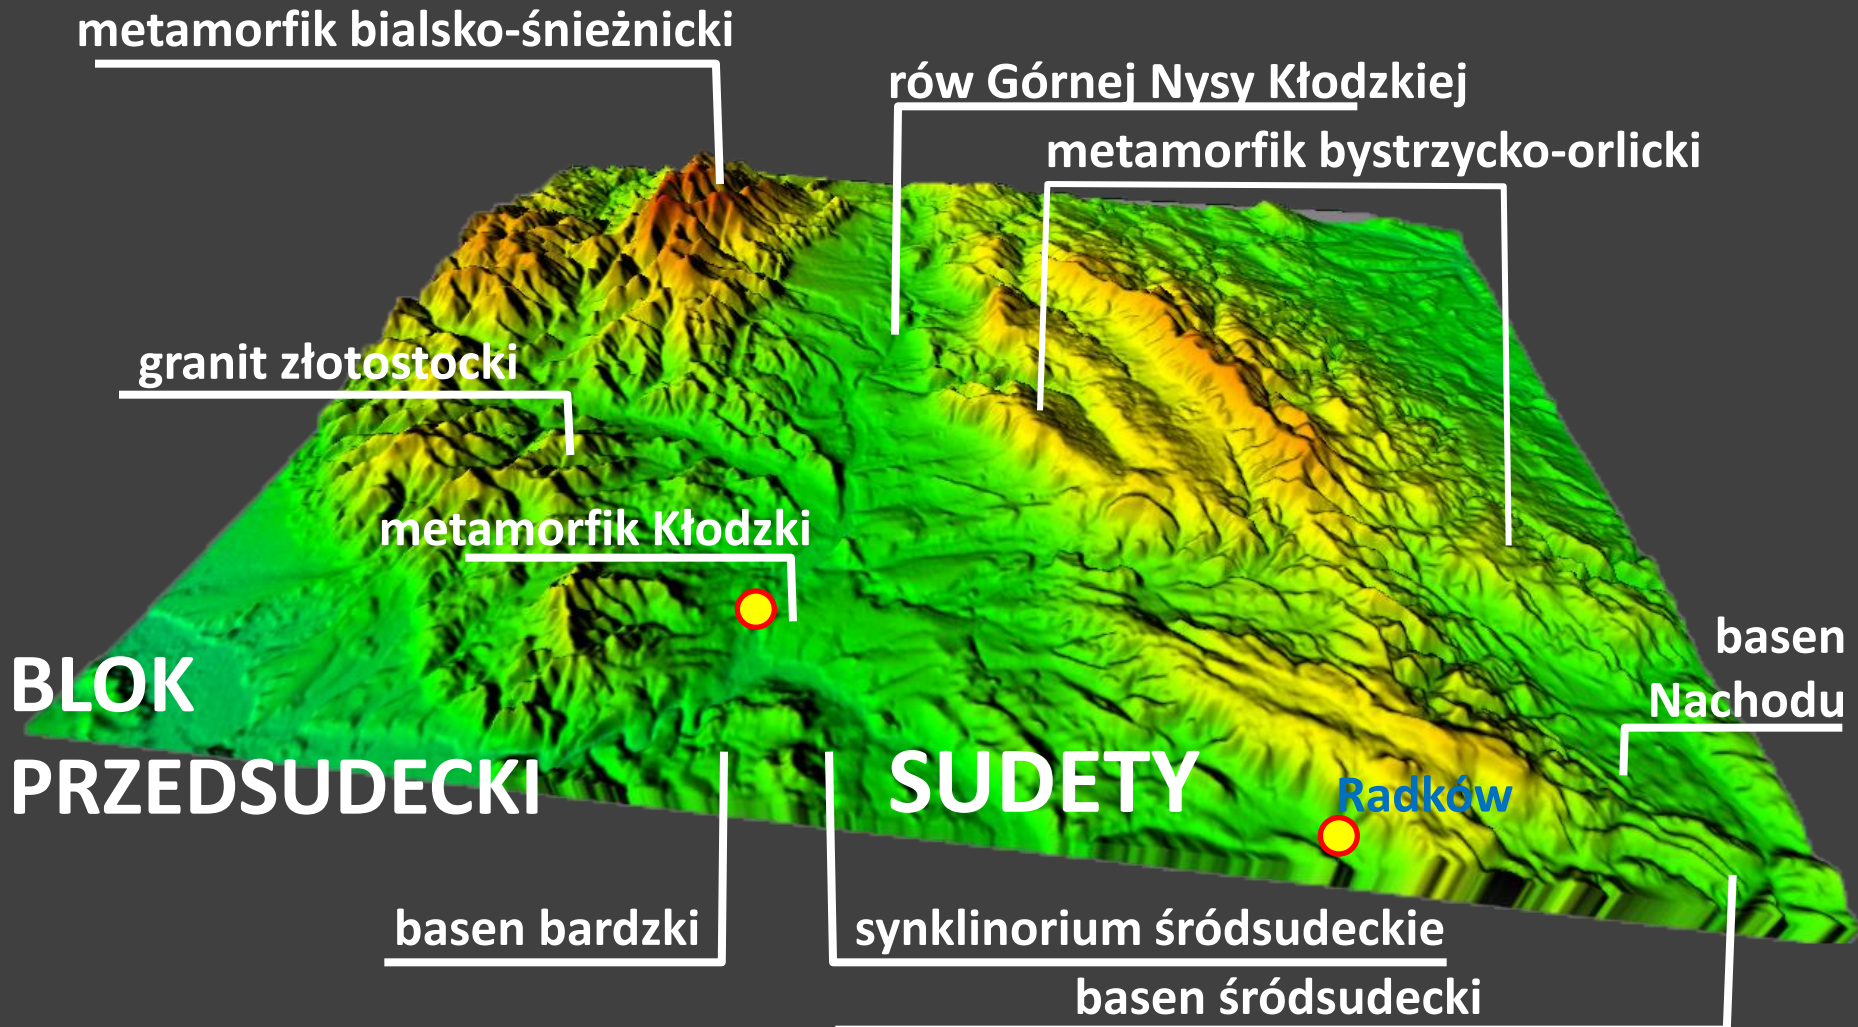 metamorfik bialsko-śnieżnicki
rów Górnej Nysy Kłodzkiej
metamorfik bystrzycko-orlicki
granit złotostocki
metamorfik Kłodzki
basen
Nachodu
BLOK
PRZEDSUDECKI
SUDETY
Radków
basen bardzki
synklinorium śródsudeckie
basen śródsudecki